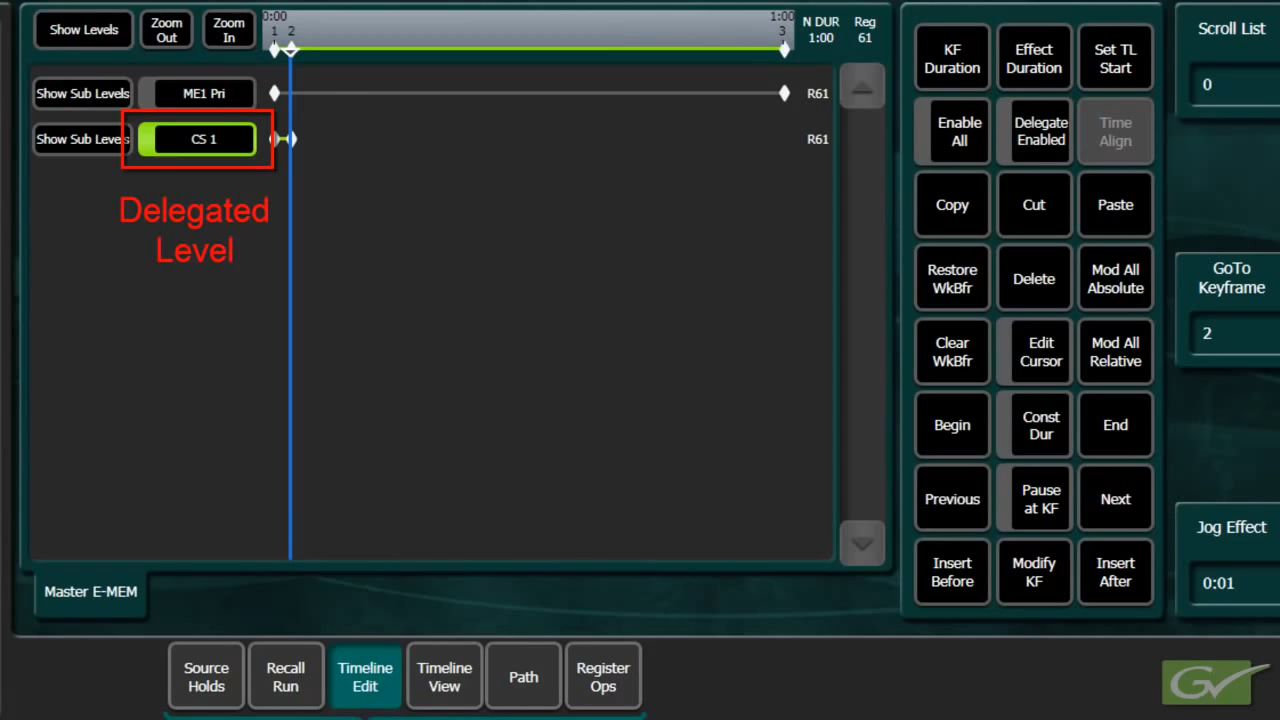 Show Levels
Zoom
Out
Zoom
In
0:00
1:00
1 2
3
N DUR
1:00
Reg
61
Show Sub Levels
ME1 Pri
R61
Show Sub Levels
CS 1
R61
Delegated
Level
Master E-MEM
KF
Duration
Effect
Duration
Set TL
Start
Enable
All
Delegate
Enabled
Time
Align
Copy
Cut
Paste
Restore
WkBfr
Delete
Mod All
Absolute
Clear
WkBfr
Edit
Cursor
Mod All
Relative
Begin
Const
Dur
End
Previous
Pause
at KF
Next
Insert
Before
Modify
KF
Insert
After
Scroll List
0
GoTo
Keyframe
2
Jog Effect
0:01
Source
Holds
Recall
Run
Timeline
Edit
Timeline
View
Path
Register
Ops
GV